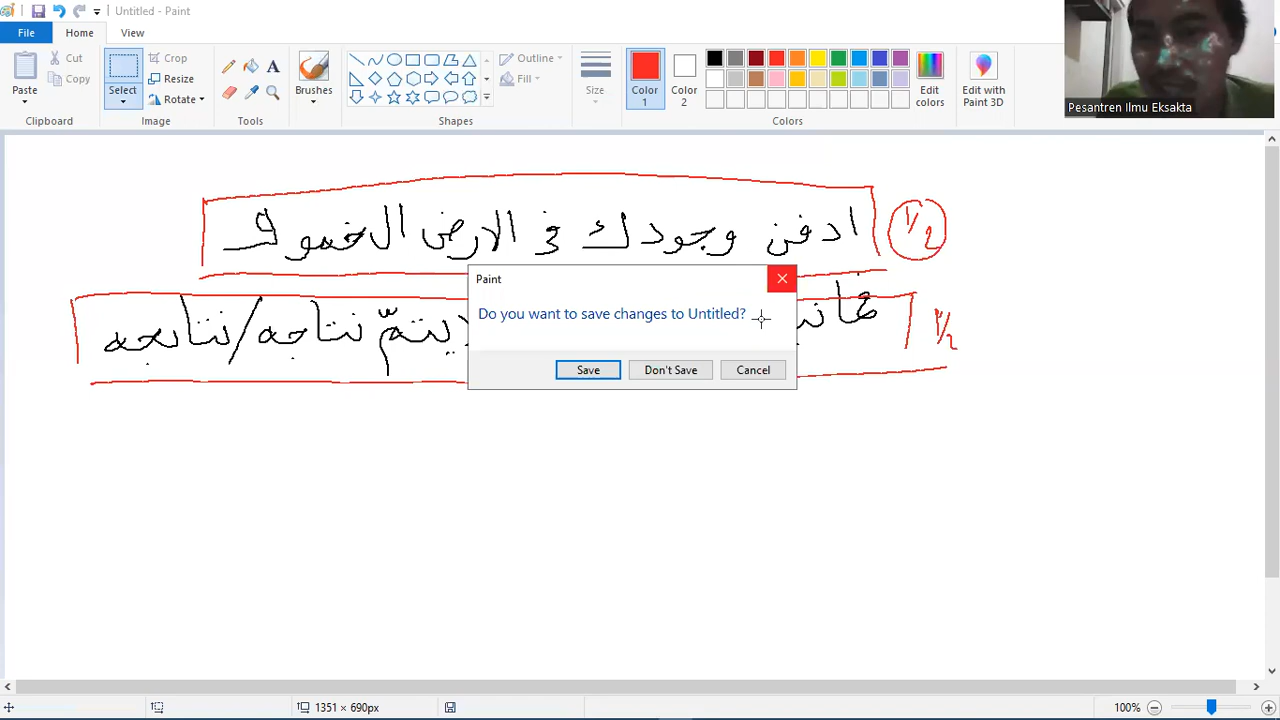 Untitled - Paint
File Home View
Paste
Cut
Copy
Clipboard
Select
Crop
Resize
Rotate
Image
A
Tools
Brushes
Outline
Fill
Shapes
Size
Color 1
Color 2
Edit colors
Edit with Paint 3D
Colors
Pesantren Ilmu Eksakta
ادفن وجودك في الارض الخمول
1/2
يتمّ نتاجه/نتائجه
1/2
Paint
Do you want to save changes to Untitled?
Save Don't Save Cancel
1351 × 690px
100%